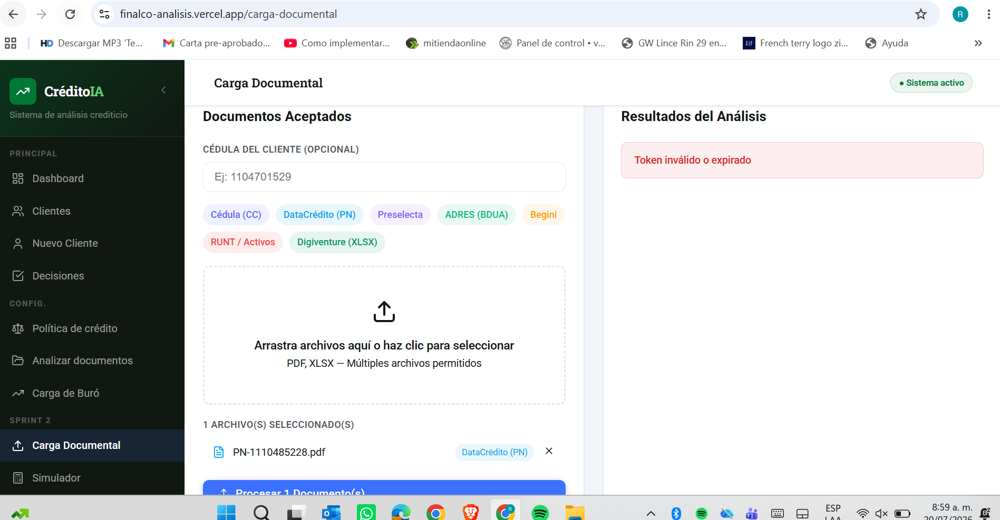 finalco-analisis.vercel.app/carga-documental
R
HD Descargar MP3 'Te...
Carta pre-aprobado...
Como implementar...
mitiendaonline
Panel de control • v...
GW Lince Rin 29 en...
French terry logo zi...
Ayuda
CréditoIA
Sistema de análisis crediticio
PRINCIPAL
Dashboard
Clientes
Nuevo Cliente
Decisiones
CONFIG.
Política de crédito
Analizar documentos
Carga de Buró
SPRINT 2
Carga Documental
Simulador
Carga Documental
● Sistema activo
Documentos Aceptados
CÉDULA DEL CLIENTE (OPCIONAL)
Ej: 1104701529
Cédula (CC)
DataCrédito (PN)
Preselecta
ADRES (BDUA)
Begini
RUNT / Activos
Digiventure (XLSX)
Arrastra archivos aquí o haz clic para seleccionar
PDF, XLSX — Múltiples archivos permitidos
1 ARCHIVO(S) SELECCIONADO(S)
PN-1110485228.pdf
DataCrédito (PN)
Procesar 1 Documento(s)
Resultados del Análisis
Token inválido o expirado
ESP
LAA
8:59 a. m.
20/07/2026